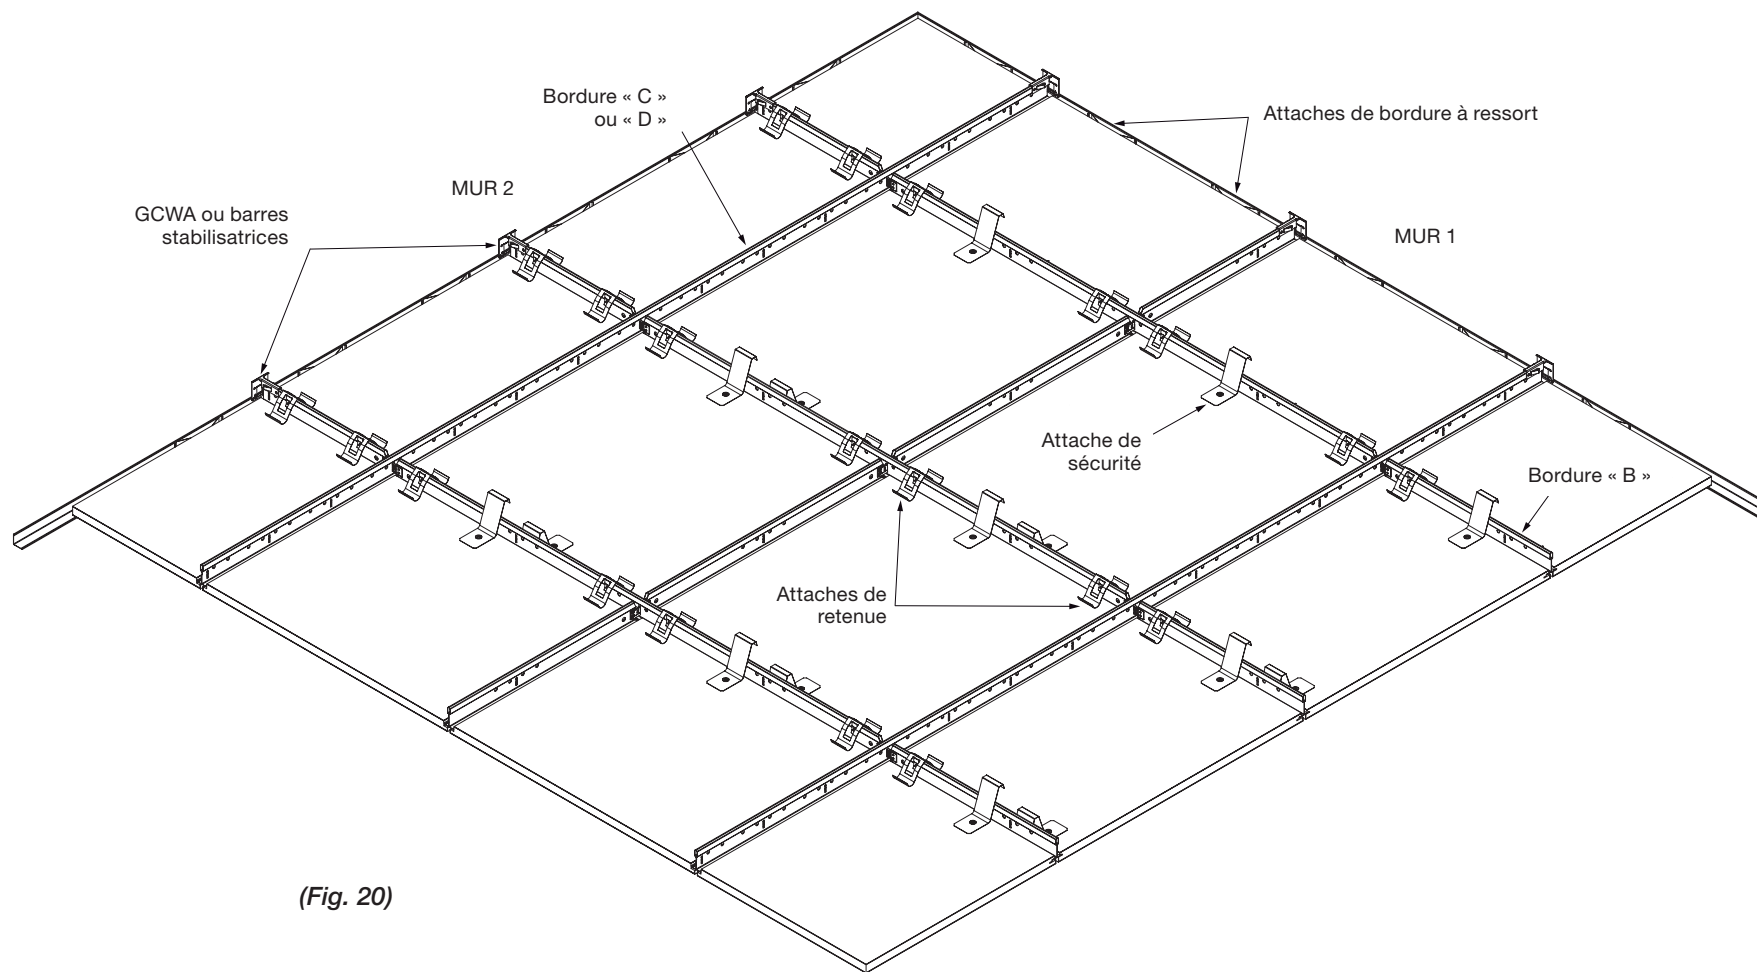 Bordure « C »
ou « D »
Attaches de bordure à ressort
MUR 2
GCWA ou barres
stabilisatrices
MUR 1
Attache de
sécurité
Bordure « B »
Attaches de
retenue
(Fig. 20)